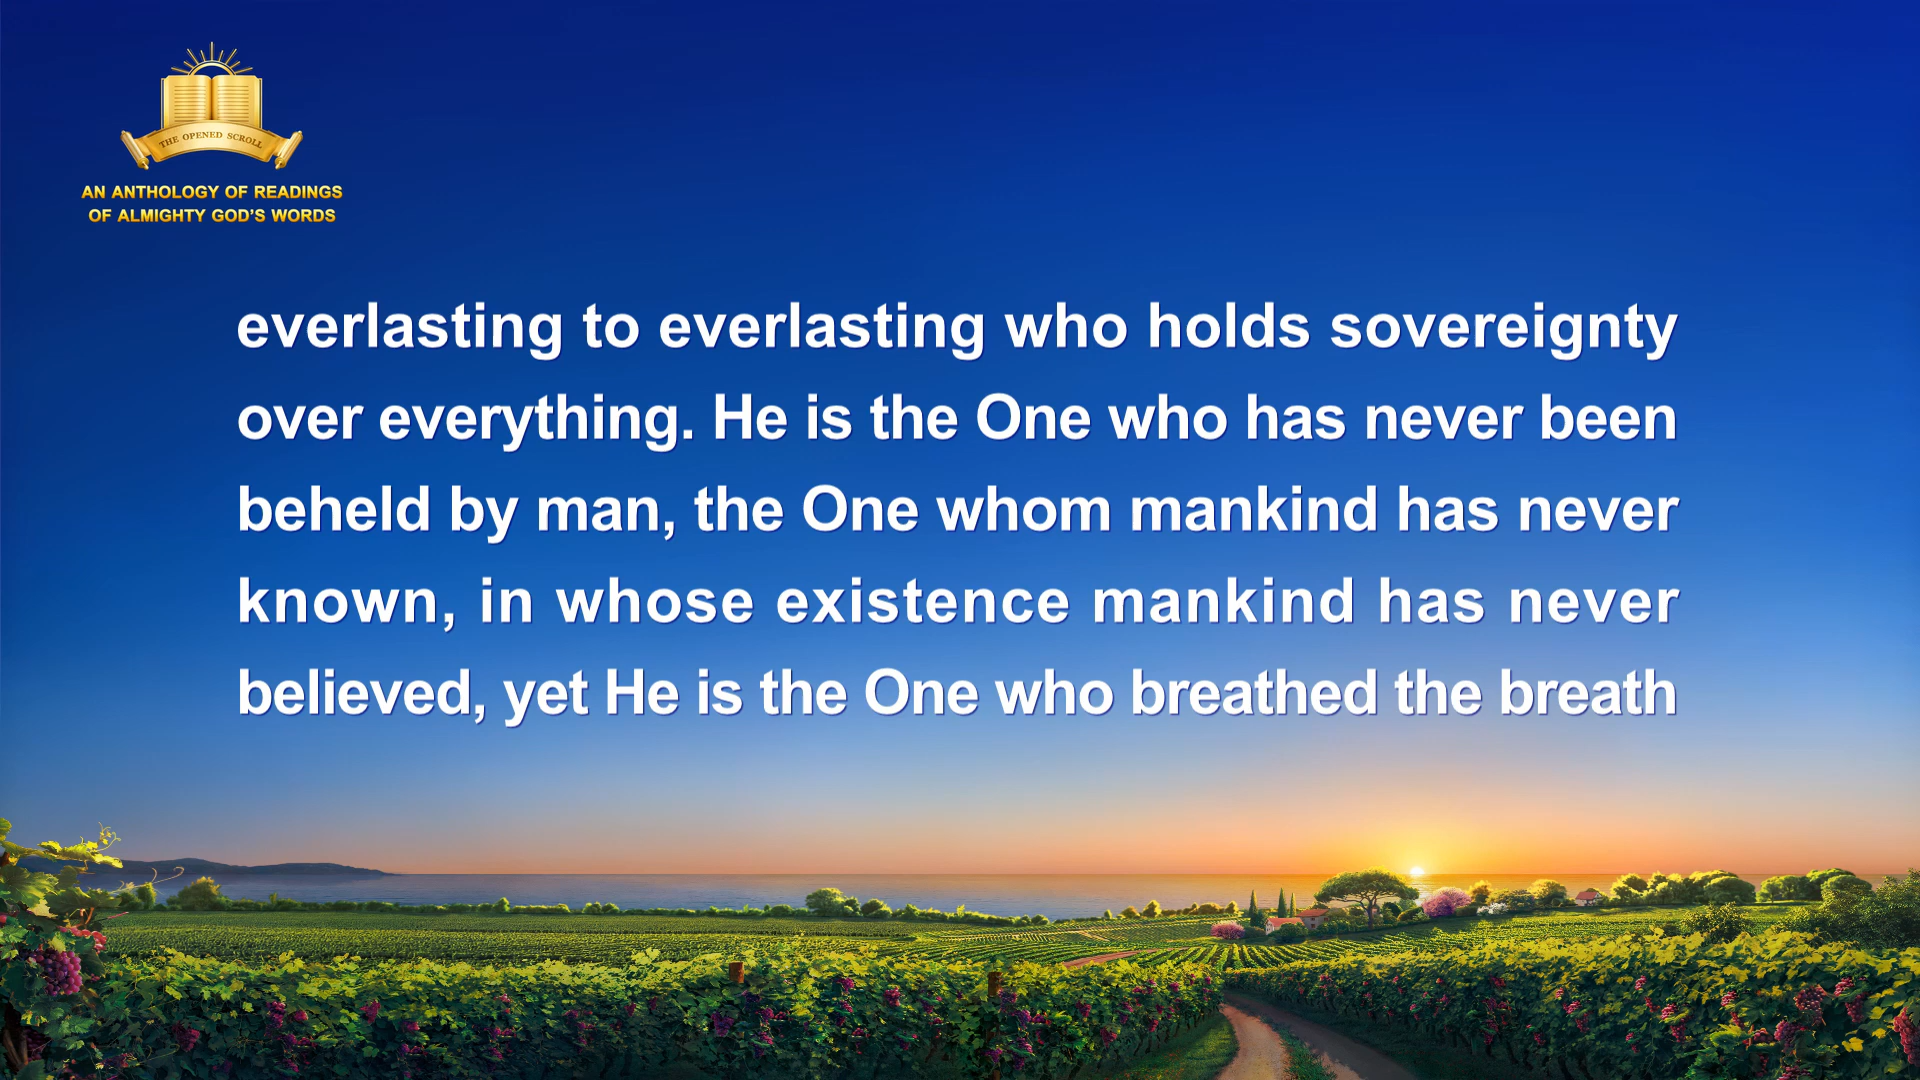 THE OPENED SCROLL
AN ANTHOLOGY OF READINGS
OF ALMIGHTY GOD'S WORDS
everlasting to everlasting who holds sovereignty
over everything. He is the One who has never been
beheld by man, the One whom mankind has never
known, in whose existence mankind has never
believed, yet He is the One who breathed the breath